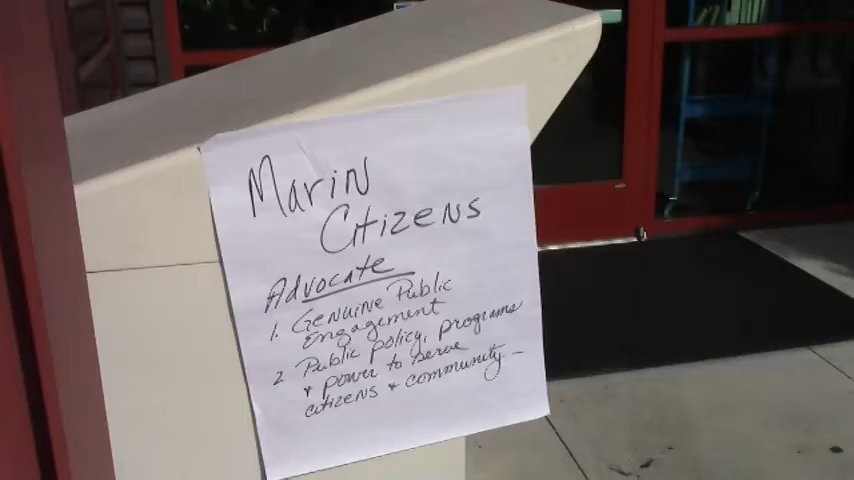 Marin
Citizens
Advocate
1. Genuine Public
Engagement
2 Public policy, programs
+ power to serve
citizens + community -